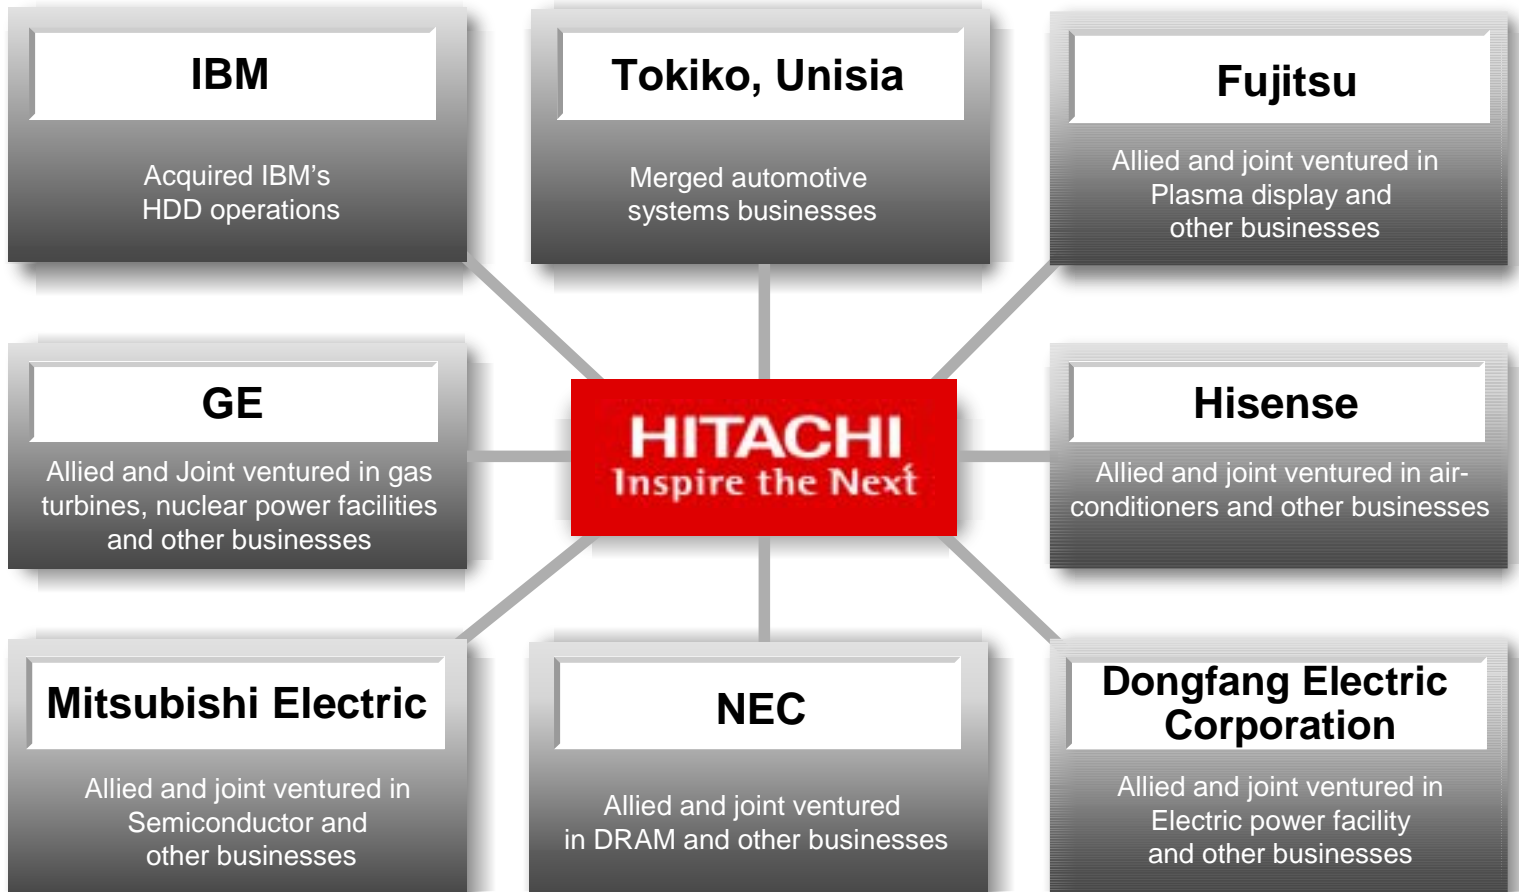 IBM
Acquired IBM’s
HDD operations
Tokiko, Unisia
Merged automotive
systems businesses
Fujitsu
Allied and joint ventured in
Plasma display and
other businesses
GE
Allied and Joint ventured in gas
turbines, nuclear power facilities
and other businesses
HITACHI
Inspire the Next
Hisense
Allied and joint ventured in air-
conditioners and other businesses
Mitsubishi Electric
Allied and joint ventured in
Semiconductor and
other businesses
NEC
Allied and joint ventured
in DRAM and other businesses
Dongfang Electric
Corporation
Allied and joint ventured in
Electric power facility
and other businesses